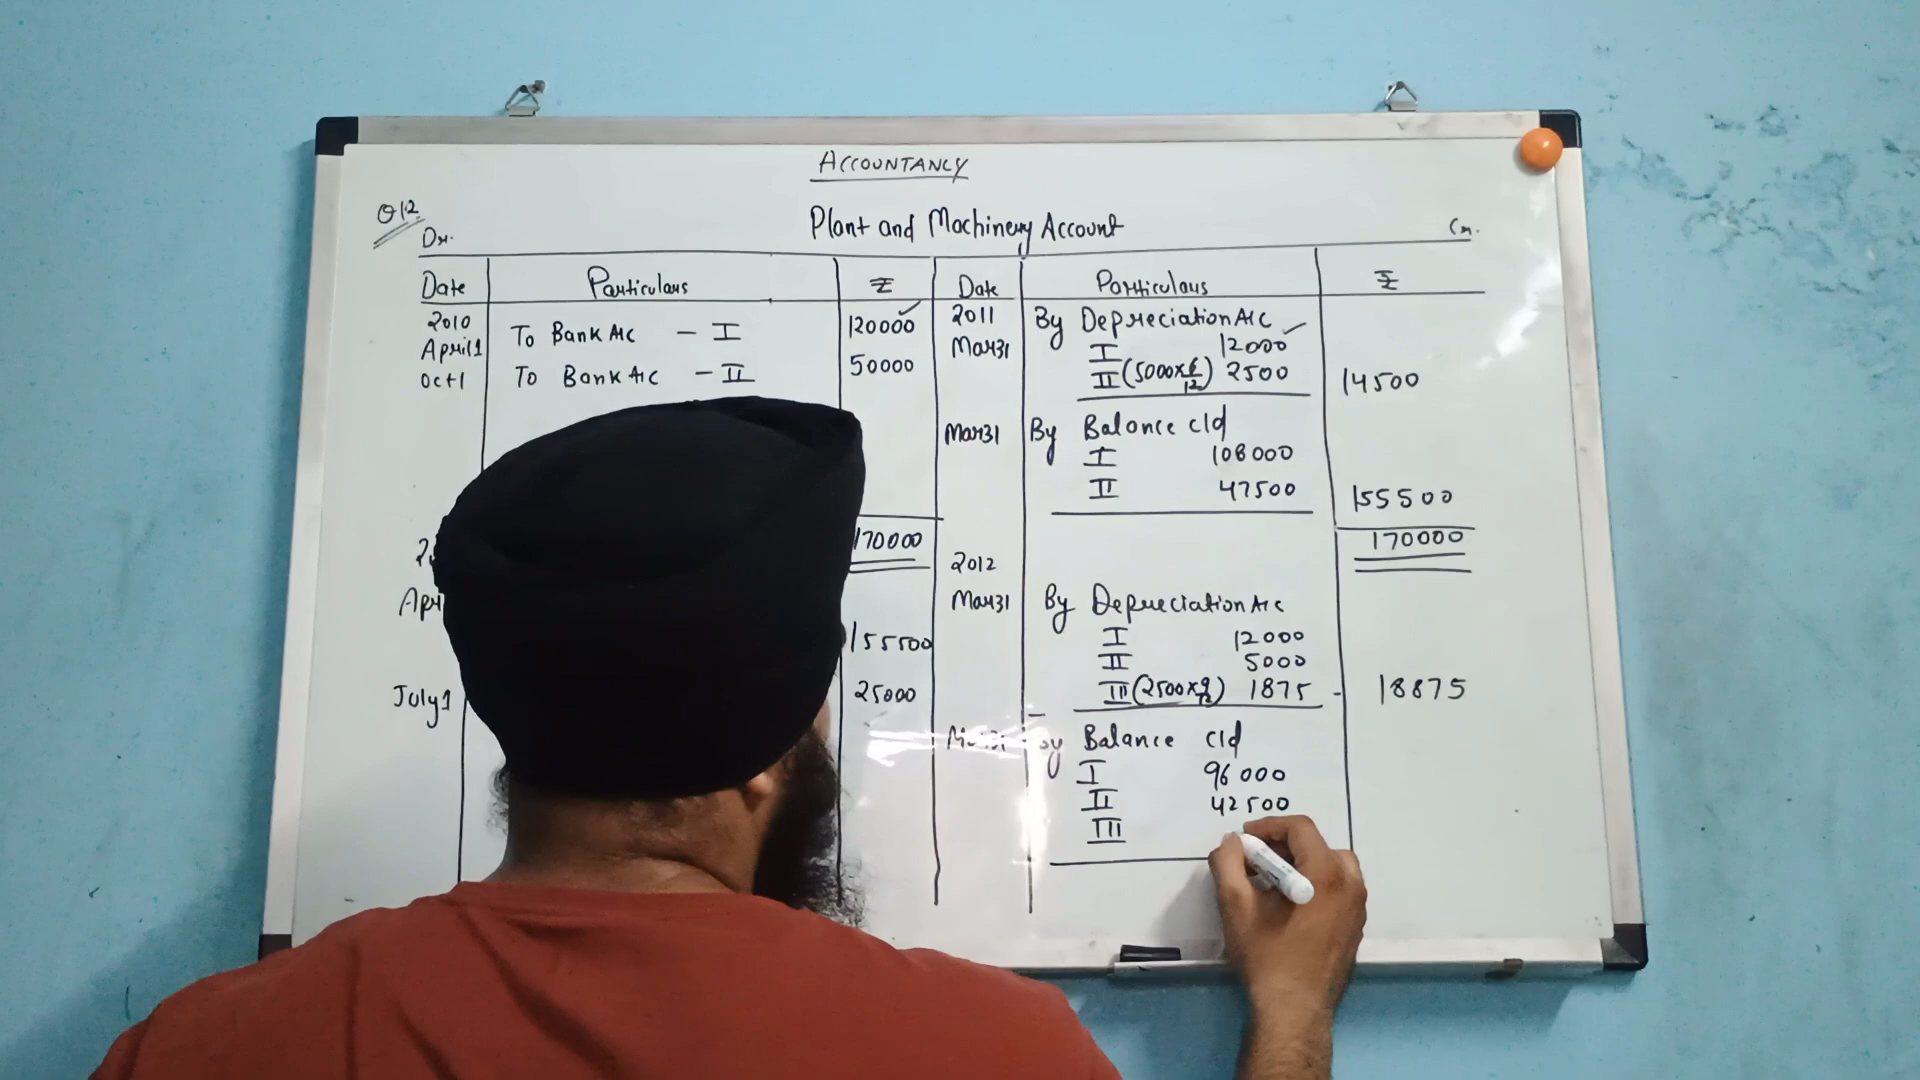 ACCOUNTANCY
Q12
Plant and Machinery Account
Dr.
Cr.
Date Particulars ₹ Date Particulars ₹
2010
April1 To Bank A/c - I 120000
Oct1 To Bank A/c - II 50000
170000
155500
July1 25000
2011
Mar31 By Depreciation A/c
I 12000
II (5000×6/12) 2500 14500
Mar31 By Balance c/d
I 108000
II 47500 155500
170000
2012
Mar31 By Depreciation A/c
I 12000
II 5000
III (2500×9/12) 1875 18875
By Balance c/d
I 96000
II 42500
III